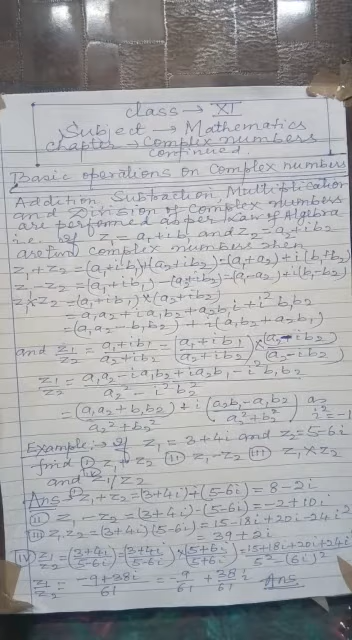 class → XI
Subject → Mathematics
chapter → Complex numbers
continued
Basic operations on Complex numbers
Addition, Subtraction, Multiplication
and Division of Complex numbers
are performed as per Law of Algebra
i.e. if z₁ = a₁+ib₁ and z₂ = a₂+ib₂
are two complex numbers then
z₁+z₂ = (a₁+ib₁)+(a₂+ib₂) = (a₁+a₂)+i(b₁+b₂)
z₁-z₂ = (a₁+ib₁)-(a₂+ib₂) = (a₁-a₂)+i(b₁-b₂)
z₁×z₂ = (a₁+ib₁)×(a₂+ib₂)
= a₁a₂+ia₁b₂+a₂b₁i+i²b₁b₂
= (a₁a₂-b₁b₂)+i(a₁b₂+a₂b₁)
and z₁/z₂ = a₁+ib₁/a₂+ib₂ = (a₁+ib₁/a₂+ib₂)×(a₂-ib₂/a₂-ib₂)
z₁/z₂ = a₁a₂-ia₁b₂+ia₂b₁-i²b₁b₂/a₂²-i²b₂²
= (a₁a₂+b₁b₂)/a₂²+b₂² + i(a₂b₁-a₁b₂/a₂²+b₂²) as i²=-1
Example:→ If z₁ = 3+4i and z₂ = 5-6i
find (i) z₁+z₂ (ii) z₁-z₂ (iii) z₁×z₂
and z₁/z₂
Ans (i) z₁+z₂ = (3+4i)+(5-6i) = 8-2i
(ii) z₁-z₂ = (3+4i)-(5-6i) = -2+10i
(iii) z₁z₂ = (3+4i)(5-6i) = 15-18i+20i-24i²
= 39+2i
(iv) z₁/z₂ = (3+4i)/(5-6i) = (3+4i)/(5-6i)×(5+6i)/(5+6i) = 15+18i+20i+24i²/5²-(6i)²
z₁/z₂ = -9+38i/61 = -9/61+38/61i Ans